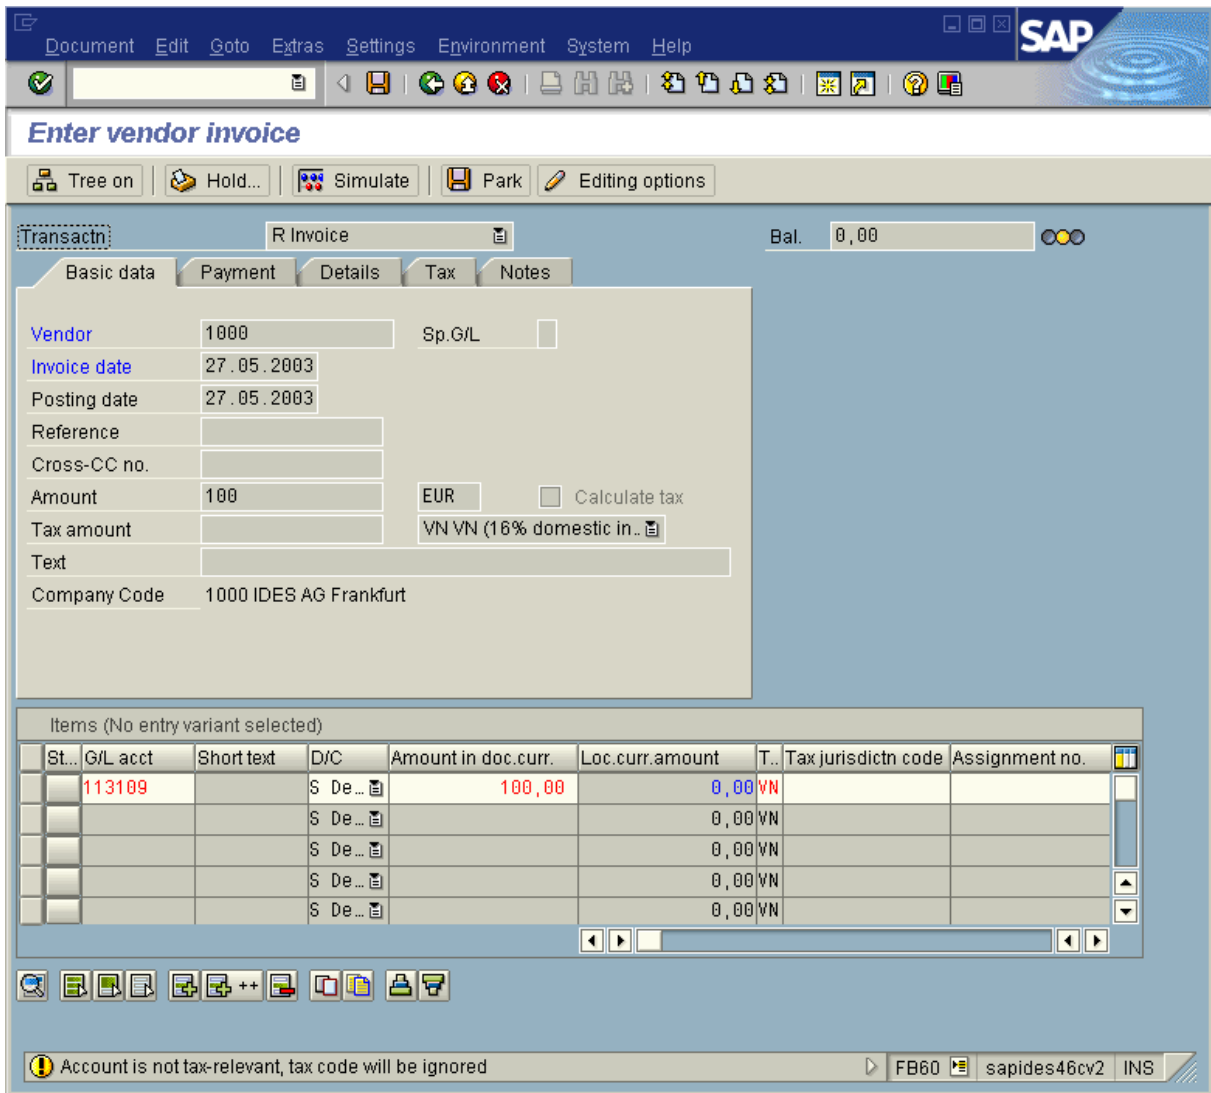 Document Edit Goto Extras Settings Environment System Help
SAP
Enter vendor invoice
Tree on Hold... Simulate Park Editing options
Transactn: R Invoice Bal. 0,00
Basic data Payment Details Tax Notes
Vendor 1000 Sp.G/L
Invoice date 27.05.2003
Posting date 27.05.2003
Reference
Cross-CC no.
Amount 100 EUR Calculate tax
Tax amount VN VN (16% domestic in..
Text
Company Code 1000 IDES AG Frankfurt
Items (No entry variant selected)
St... G/L acct Short text D/C Amount in doc.curr. Loc.curr.amount T.. Tax jurisdictn code Assignment no.
113109 S De... 100,00 0,00 VN
S De... 0,00 VN
S De... 0,00 VN
S De... 0,00 VN
S De... 0,00 VN
++
Account is not tax-relevant, tax code will be ignored FB60 sapides46cv2 INS